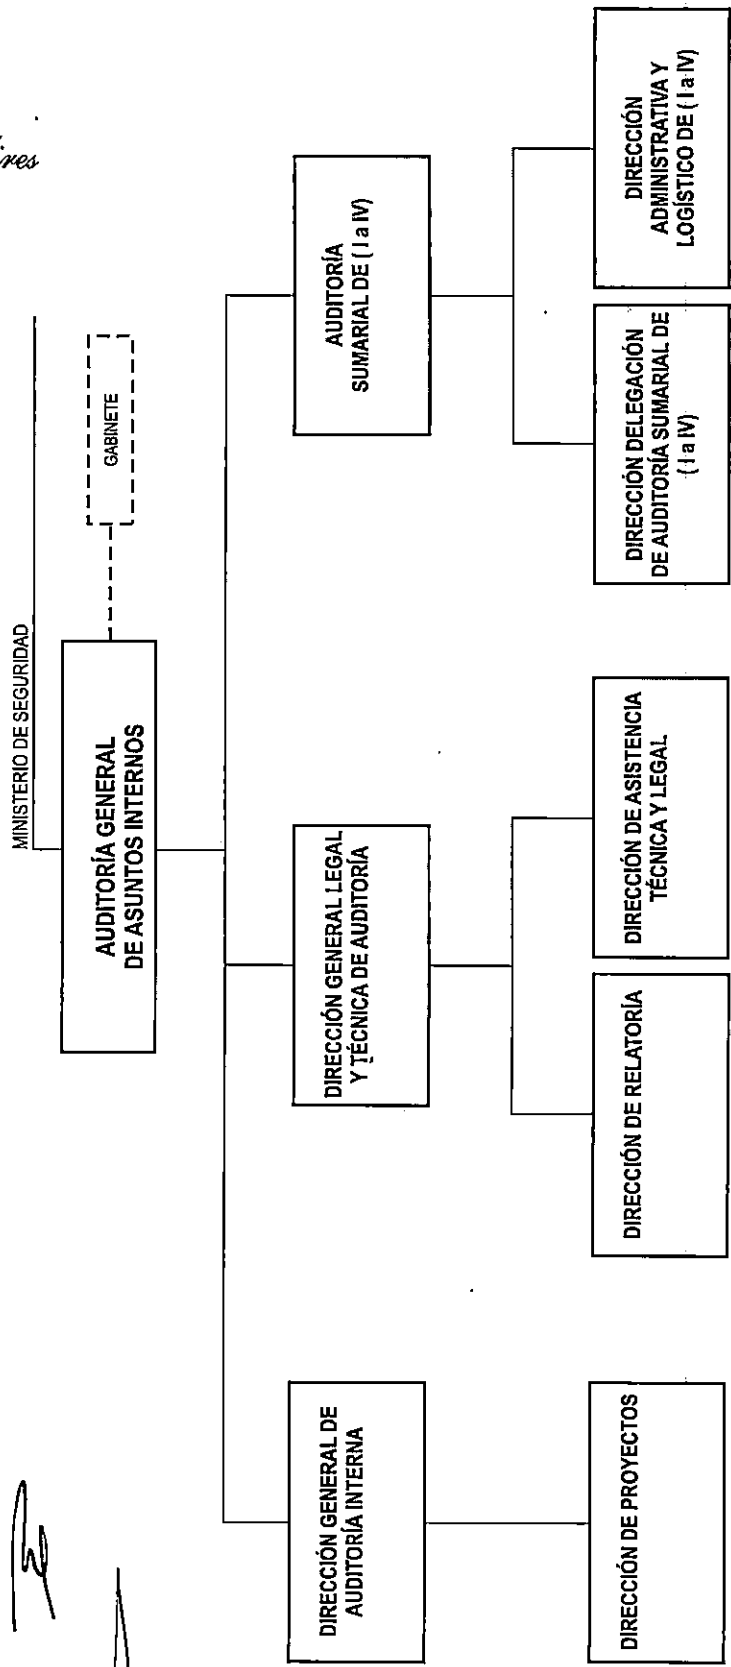 MINISTERIO DE SEGURIDAD
AUDITORÍA GENERAL
DE ASUNTOS INTERNOS
GABINETE
DIRECCIÓN GENERAL DE
AUDITORÍA INTERNA
DIRECCIÓN GENERAL LEGAL
Y TÉCNICA DE AUDITORÍA
AUDITORÍA
SUMARIAL DE ( I a IV)
DIRECCIÓN DE PROYECTOS
DIRECCIÓN DE RELATORÍA
DIRECCIÓN DE ASISTENCIA
TÉCNICA Y LEGAL
DIRECCIÓN DELEGACIÓN
DE AUDITORÍA SUMARIAL DE
( I a IV)
DIRECCIÓN
ADMINISTRATIVA Y
LOGÍSTICO DE ( I a IV)